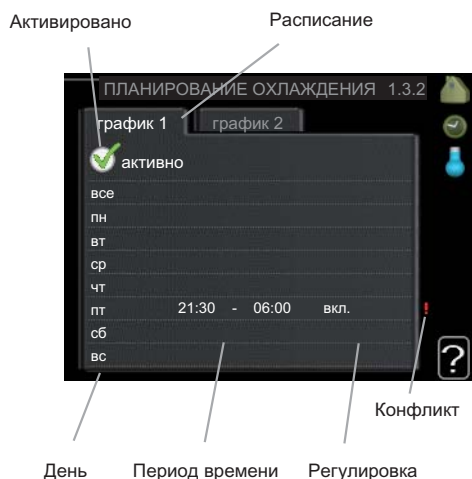 Активировано Расписание
ПЛАНИРОВАНИЕ ОХЛАЖДЕНИЯ 1.3.2
график 1 график 2
активно
все
пн
вт
ср
чт
пт 21:30 - 06:00 вкл. !
сб
вс
?
Конфликт
День Период времени Регулировка